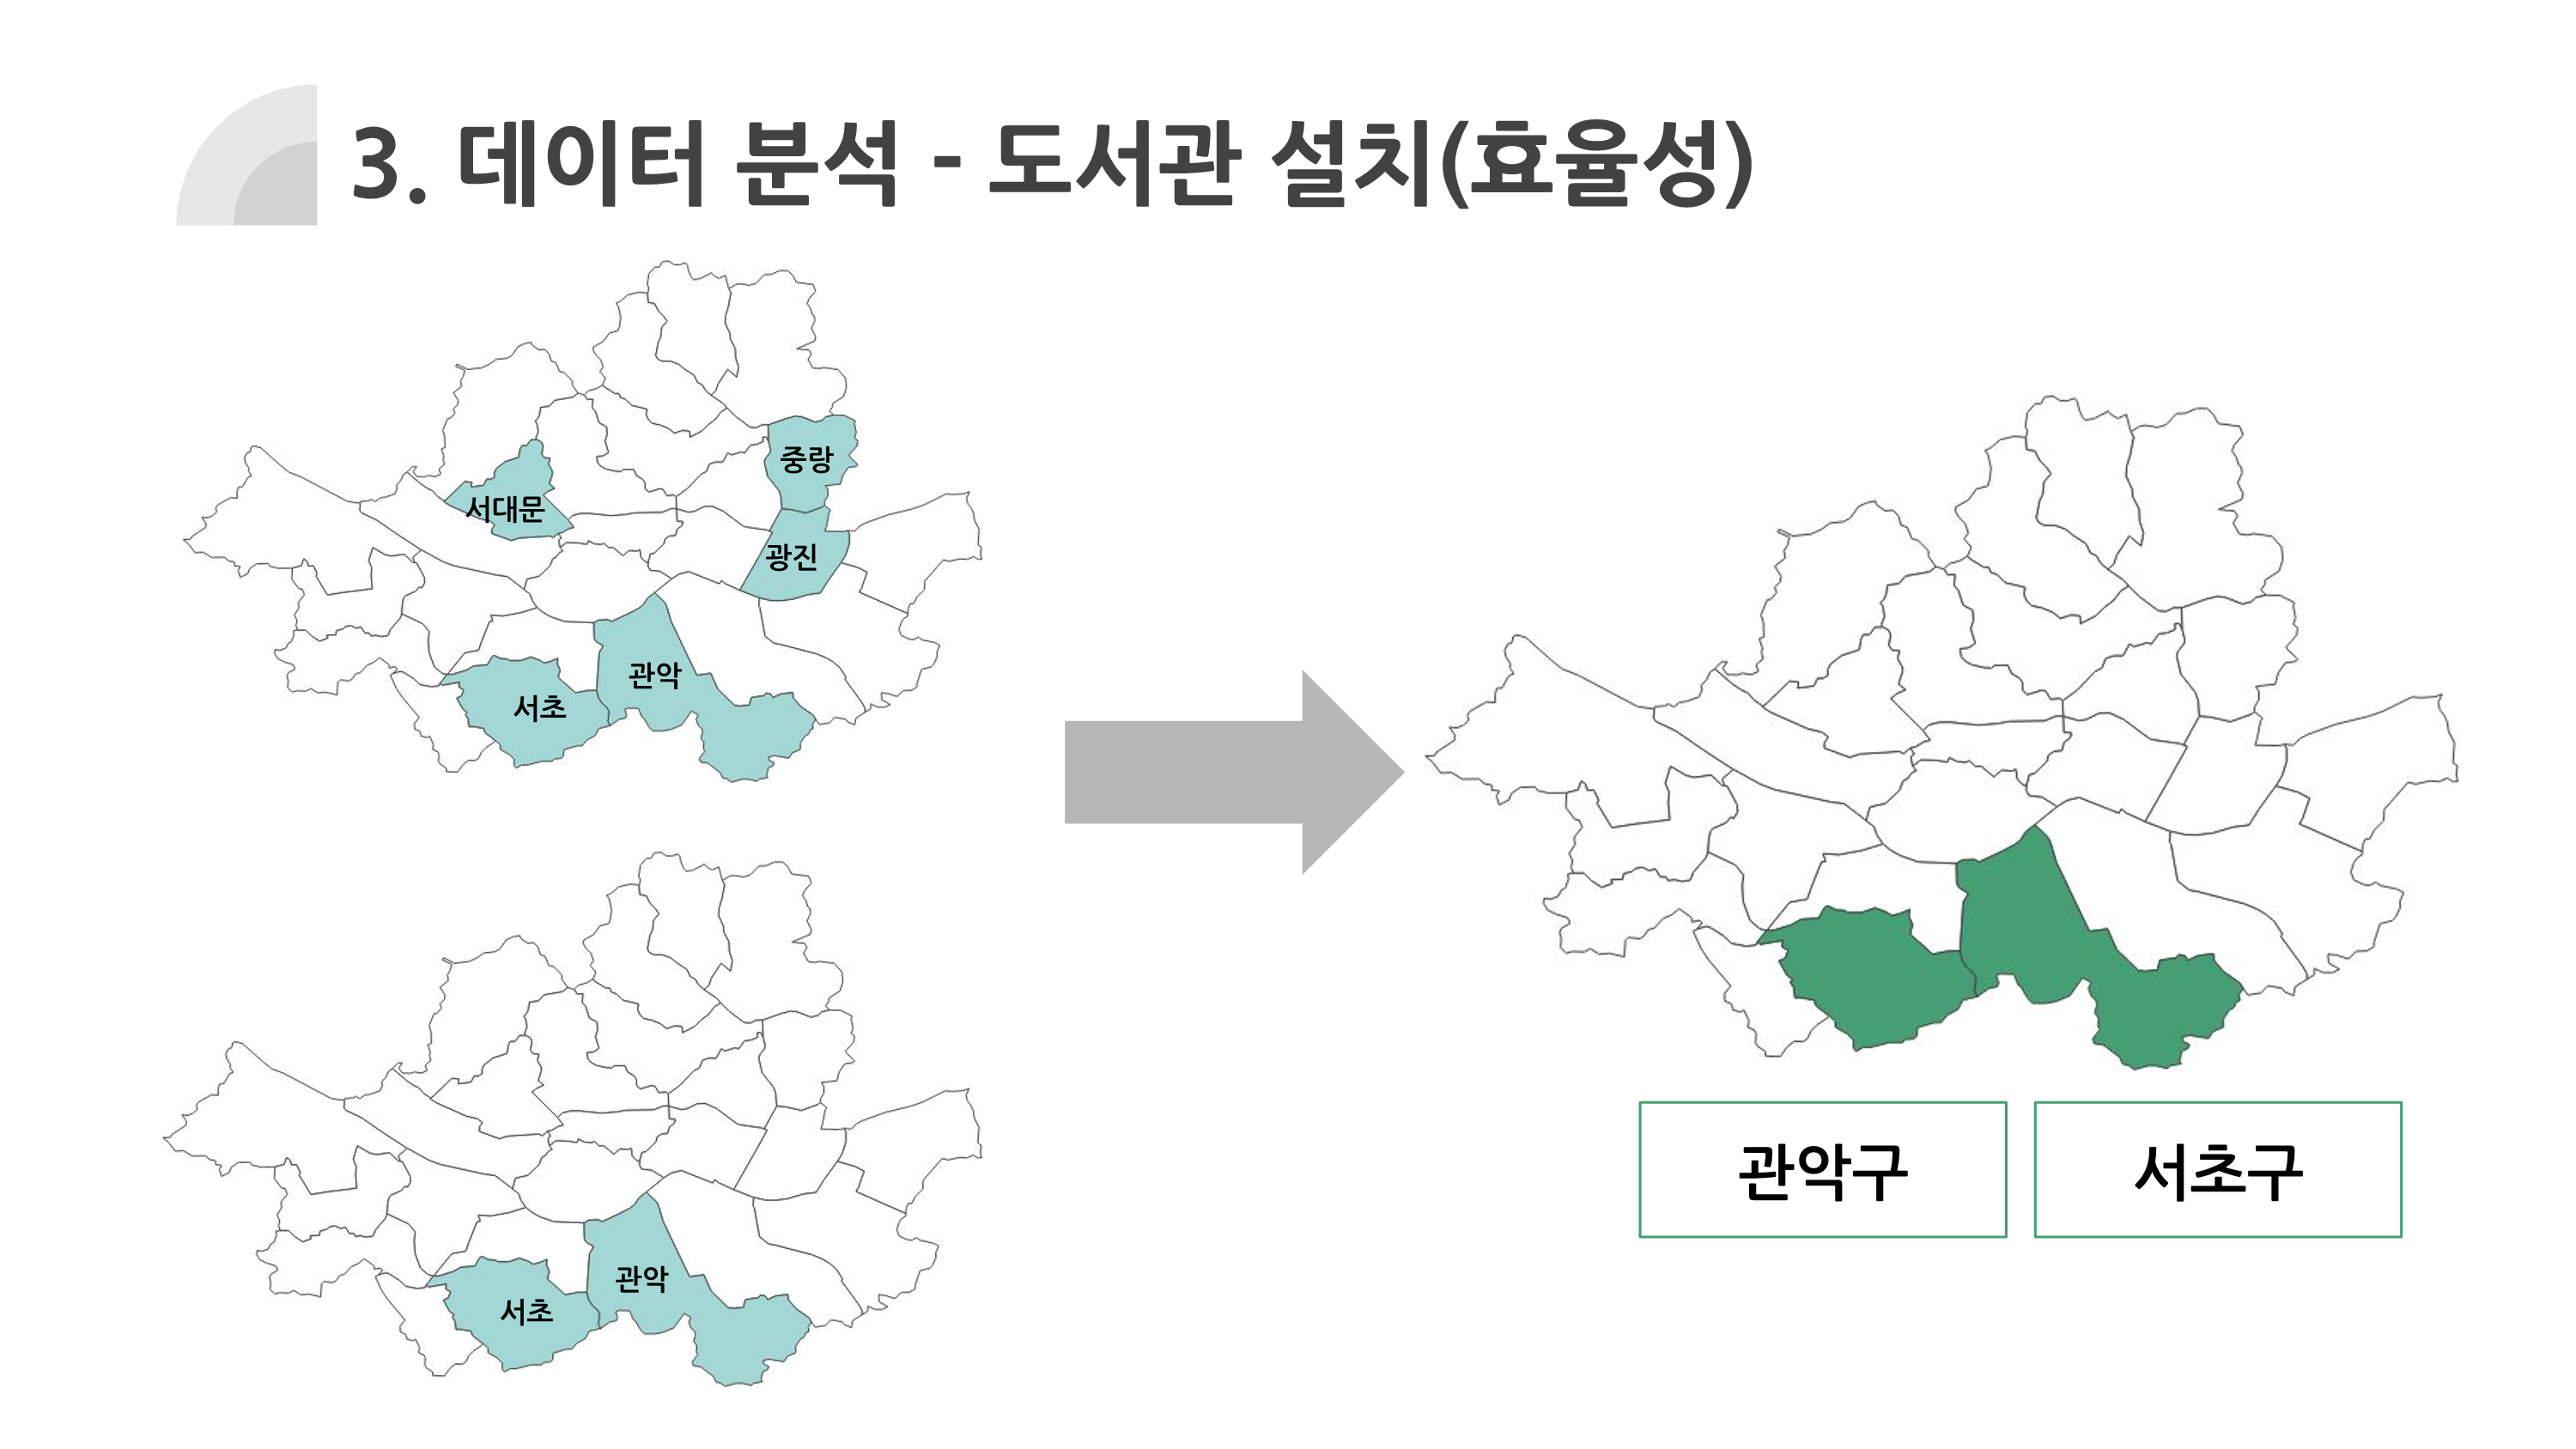 3. 데이터 분석 - 도서관 설치(효율성)
중랑
서대문
광진
관악
서초
관악
서초
관악구
서초구